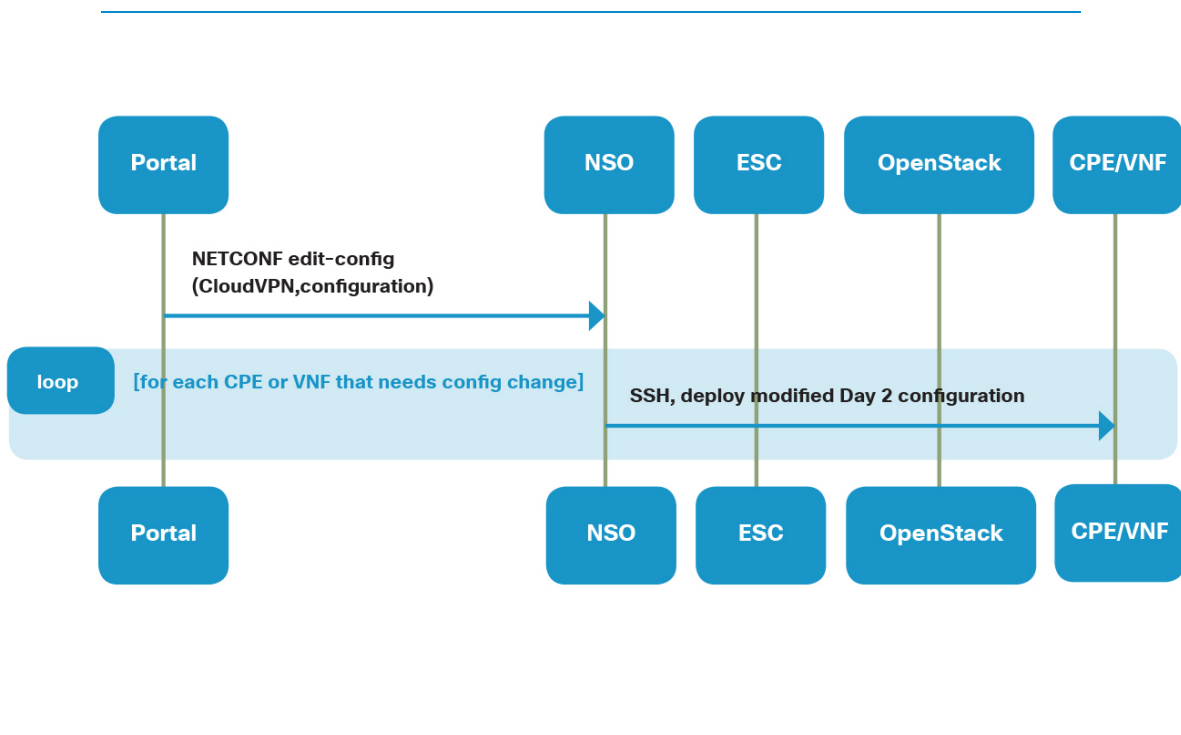 Portal
NSO
ESC
OpenStack
CPE/VNF
NETCONF edit-config
(CloudVPN,configuration)
loop
[for each CPE or VNF that needs config change]
SSH, deploy modified Day 2 configuration
Portal
NSO
ESC
OpenStack
CPE/VNF